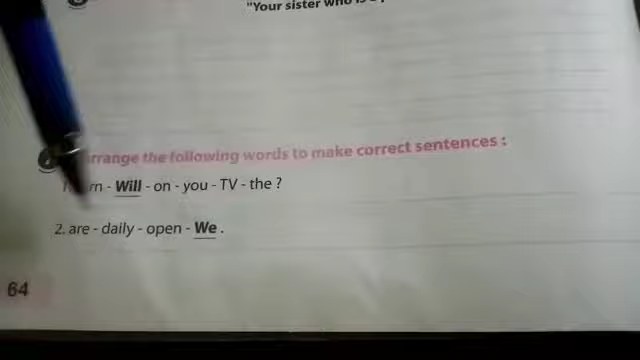 "Your sister who is
arrange the following words to make correct sentences :
rn - Will - on - you - TV - the ?
2. are - daily - open - We .
64